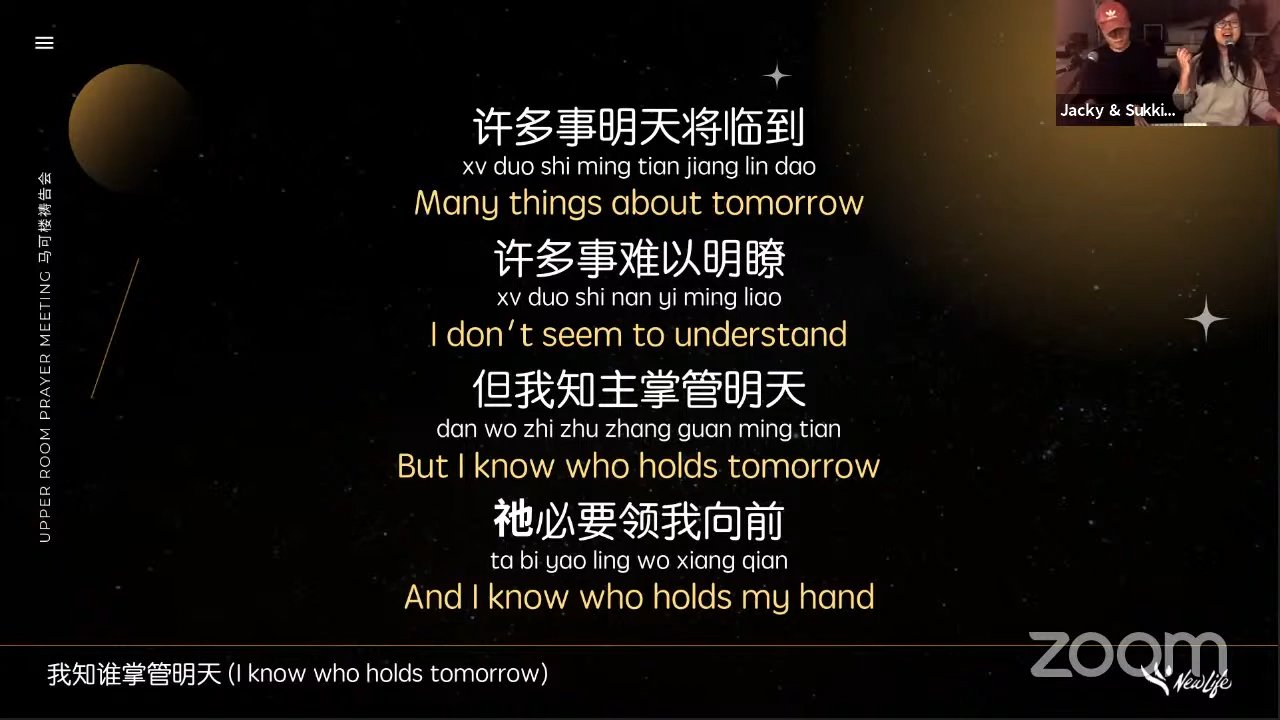 Jacky & Sukki...
许多事明天将临到
xv duo shi ming tian jiang lin dao
Many things about tomorrow
许多事难以明瞭
xv duo shi nan yi ming liao
I don't seem to understand
但我知主掌管明天
dan wo zhi zhu zhang guan ming tian
But I know who holds tomorrow
祂必要领我向前
ta bi yao ling wo xiang qian
And I know who holds my hand
UPPER ROOM PRAYER MEETING 马可楼祷告会
我知谁掌管明天 (I know who holds tomorrow)
zoom
NewLife